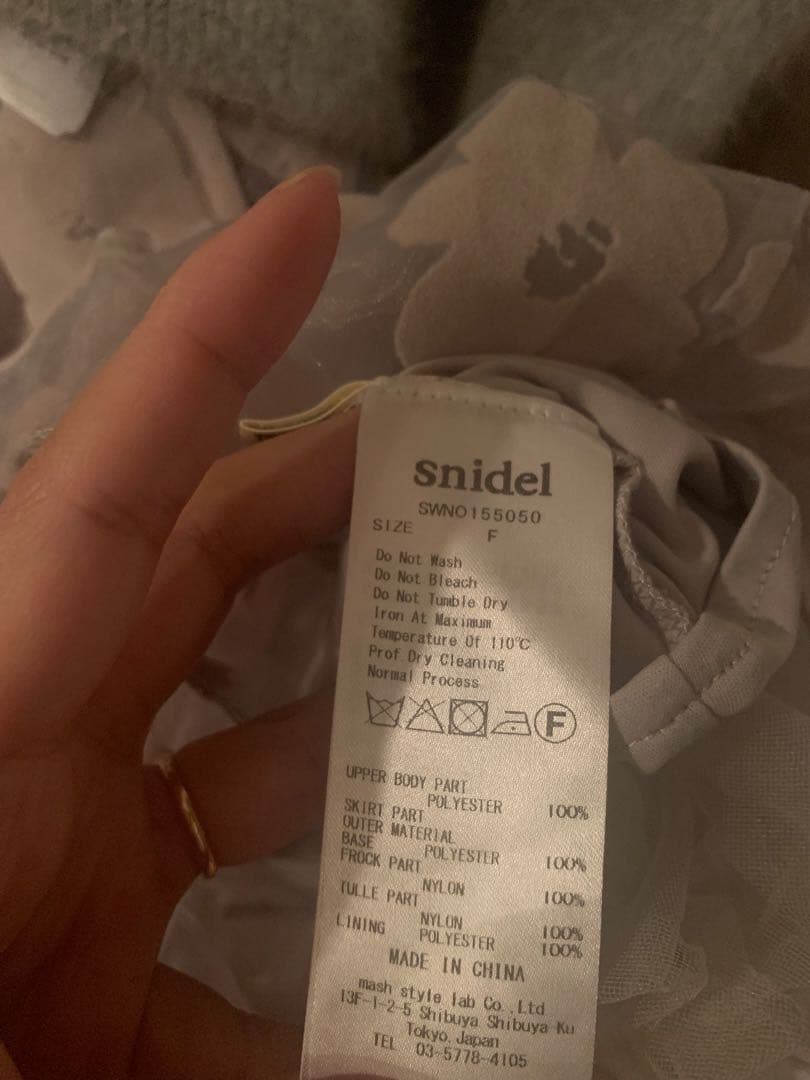 snidel
SWNO155050
SIZE F
Do Not Wash
Do Not Bleach
Do Not Tumble Dry
Iron At Maximum
Temperature Of 110℃
Prof Dry Cleaning
Normal Process
F
UPPER BODY PART
POLYESTER 100%
SKIRT PART
OUTER MATERIAL
BASE POLYESTER 100%
FROCK PART
NYLON 100%
TULLE PART
NYLON 100%
LINING POLYESTER 100%
MADE IN CHINA
mash style lab Co.,Ltd
13F-1-2-5 Shibuya Shibuya Ku
Tokyo.Japan
TEL 03-5778-4105